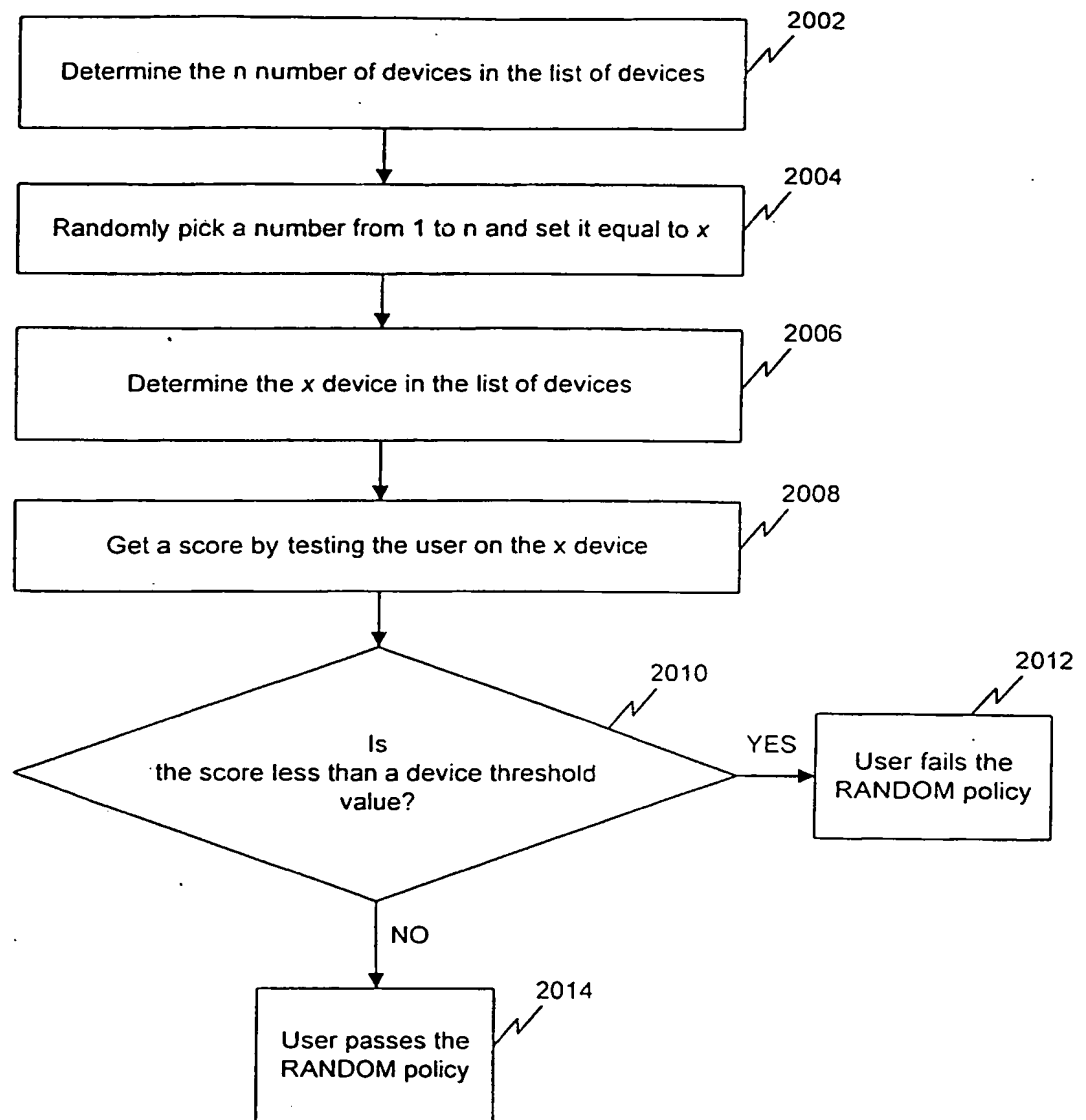 2002
Determine the n number of devices in the list of devices
2004
Randomly pick a number from 1 to n and set it equal to x
2006
Determine the x device in the list of devices
2008
Get a score by testing the user on the x device
2010
Is
the score less than a device threshold
value?
YES
2012
User fails the
RANDOM policy
NO
2014
User passes the
RANDOM policy